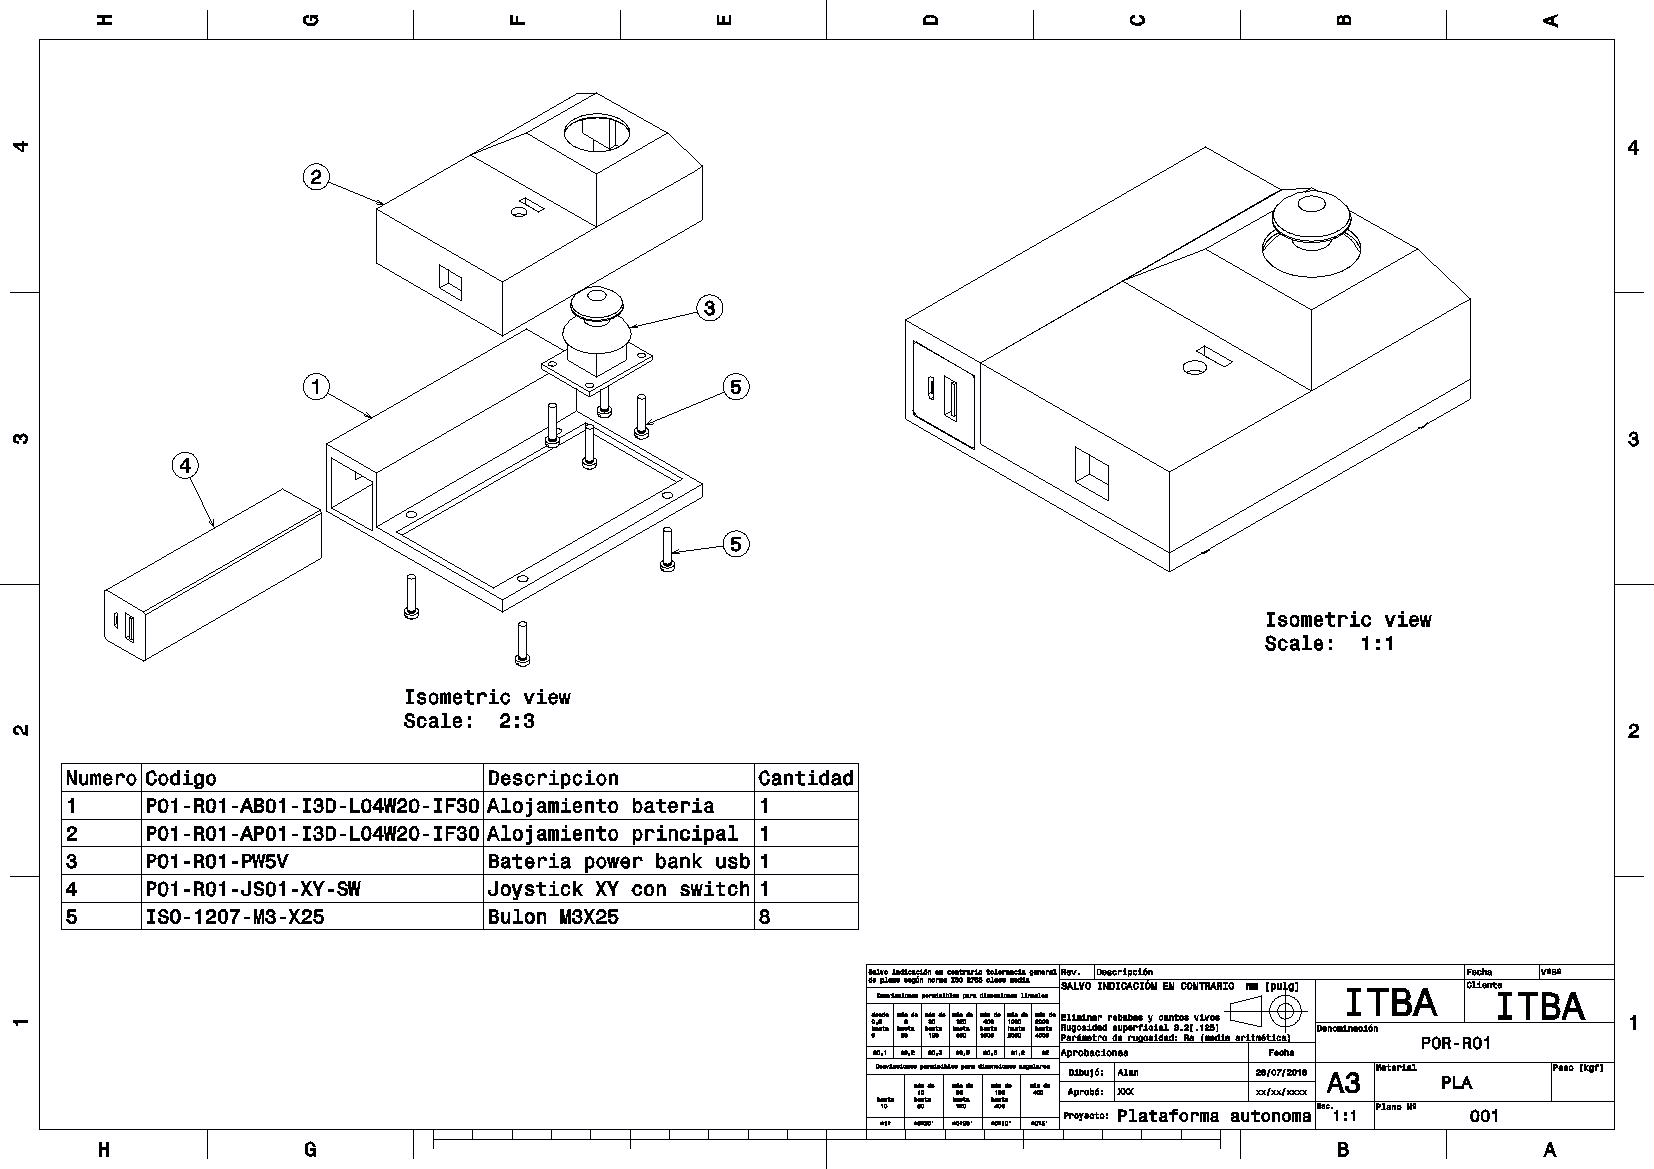 H G F E D C B A
4
4
2
3
1
5
3
3
4
5
Isometric view
Scale: 1:1
Isometric view
Scale: 2:3
2
2
Numero Codigo Descripcion Cantidad
1 P01-R01-AB01-I3D-L04W20-IF30 Alojamiento bateria 1
2 P01-R01-AP01-I3D-L04W20-IF30 Alojamiento principal 1
3 P01-R01-PW5V Bateria power bank usb 1
4 P01-R01-JS01-XY-SW Joystick XY con switch 1
5 ISO-1207-M3-X25 Bulon M3X25 8
1
1
Salvo indicación en contrario tolerancia general
de plano según norma ISO 2768 clase media
Desviaciones permisibles para dimensiones lineales
Desviaciones permisibles para dimensiones angulares
Rev. Descripción Fecha VºBº
SALVO INDICACIÓN EN CONTRARIO mm [pulg]
Eliminar rebabas y cantos vivos
Rugosidad superficial 3.2[.125]
Parámetro de rugosidad: Ra (media aritmética)
Aprobaciones Fecha
Dibujó: Alan 26/07/2018
Aprobó: XXX xx/xx/xxxx
Proyecto: Plataforma autonoma
ITBA
Cliente
ITBA
Denominación
POR-R01
A3
Material
PLA
Peso [kgf]
Esc.
1:1
Plano Nº
001
H G B A